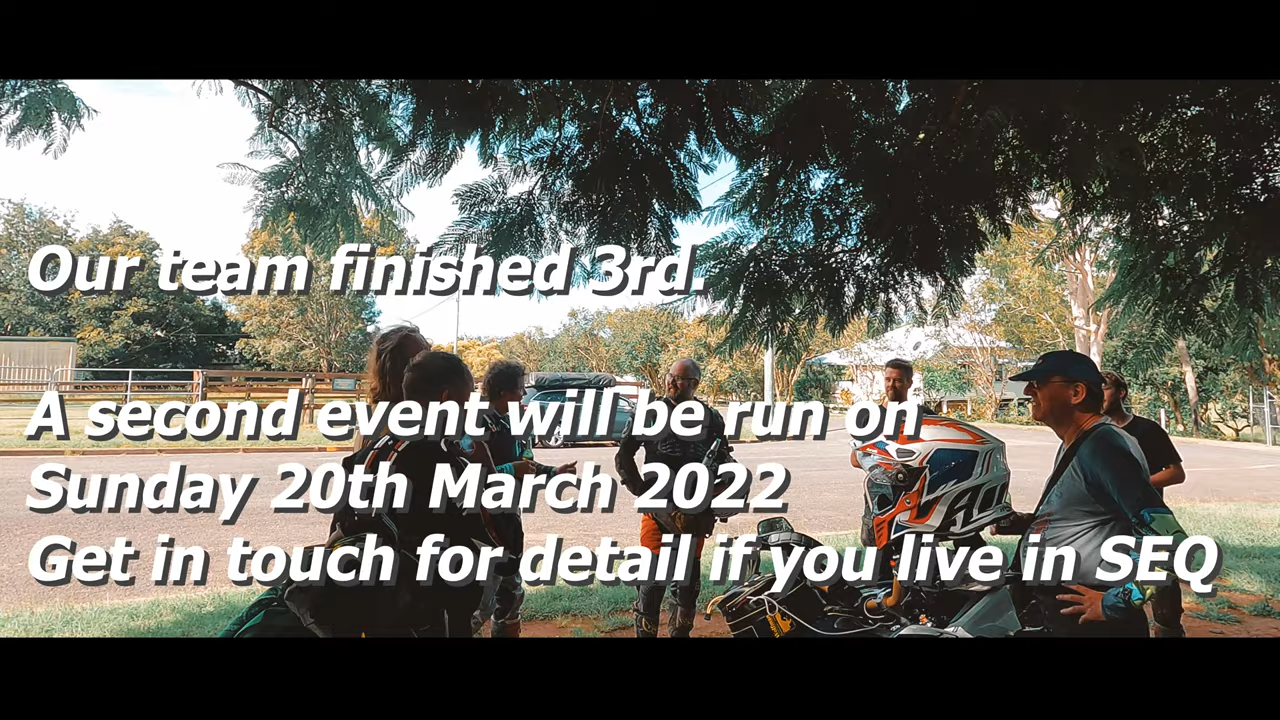 Our team finished 3rd.
A second event will be run on
Sunday 20th March 2022
Get in touch for detail if you live in SEQ